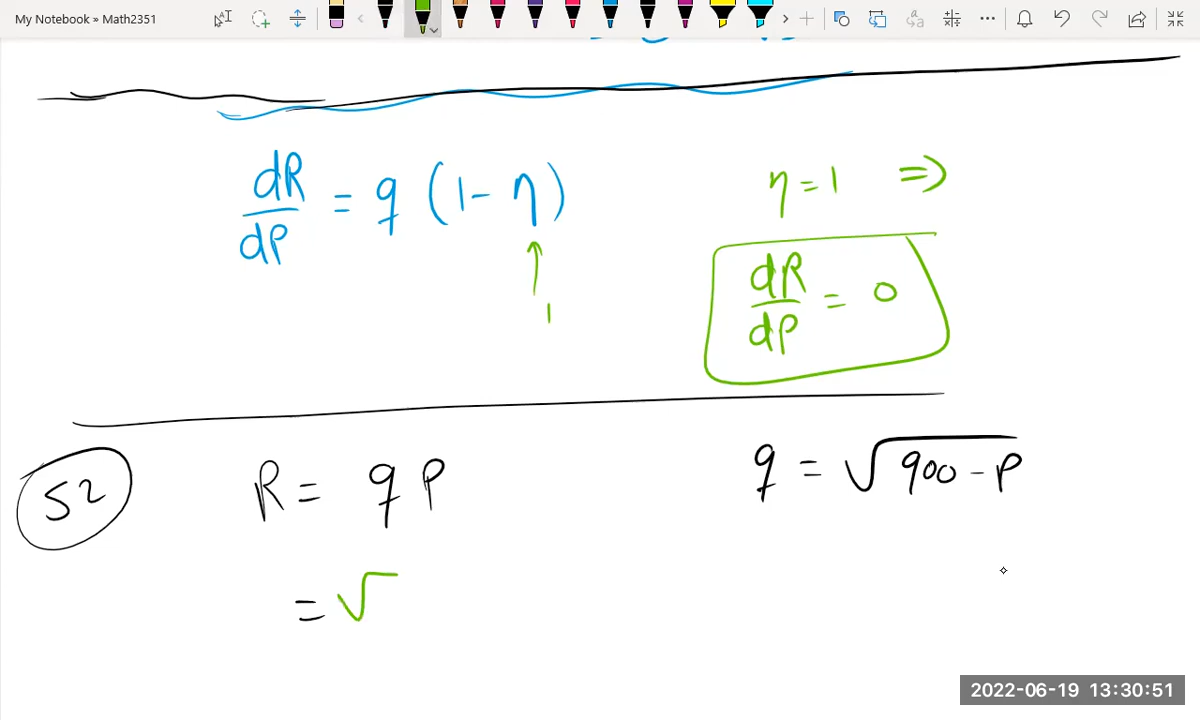 My Notebook » Math2351
dR/dP = q (1 - η)
↑
1
η = 1 ⇒
dR/dP = 0
52
R = q P
q = √900 - P
= √
2022-06-19 13:30:51